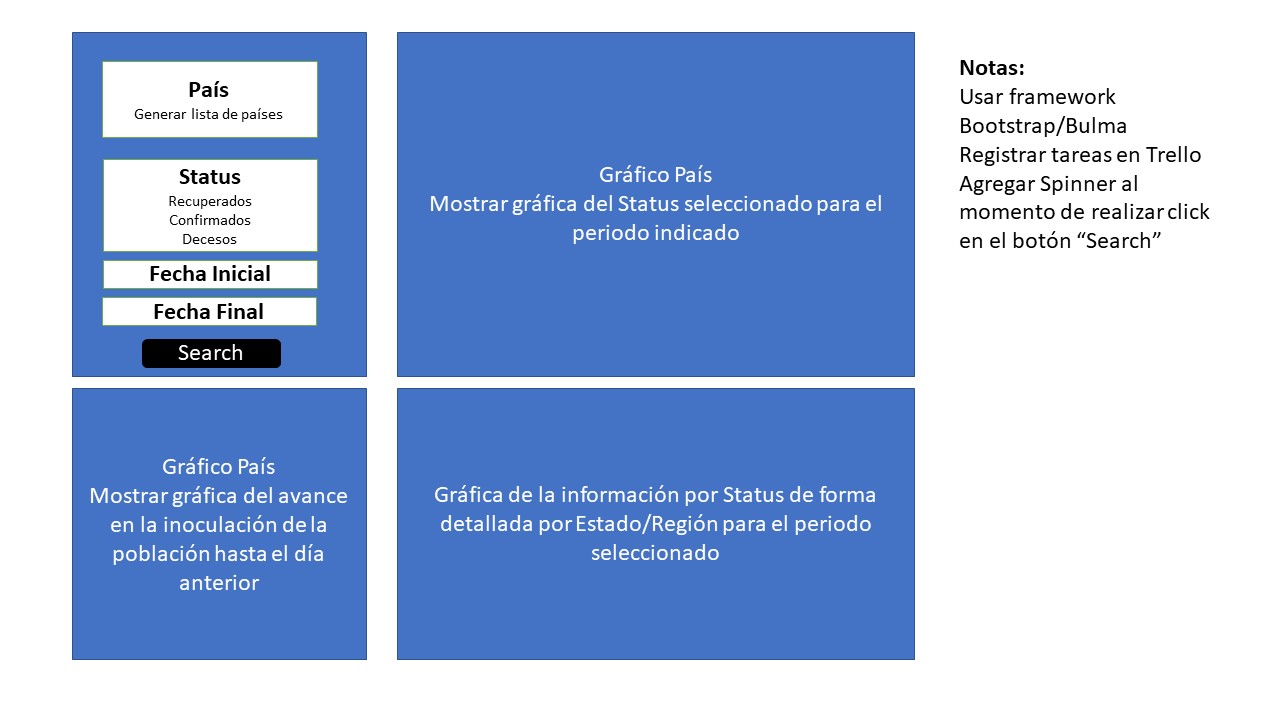 País
Generar lista de países
Status
Recuperados
Confirmados
Decesos
Fecha Inicial
Fecha Final
Search
Gráfico País
Mostrar gráfica del Status seleccionado para el
periodo indicado
Notas:
Usar framework
Bootstrap/Bulma
Registrar tareas en Trello
Agregar Spinner al
momento de realizar click
en el botón “Search”
Gráfico País
Mostrar gráfica del avance
en la inoculación de la
población hasta el día
anterior
Gráfica de la información por Status de forma
detallada por Estado/Región para el periodo
seleccionado